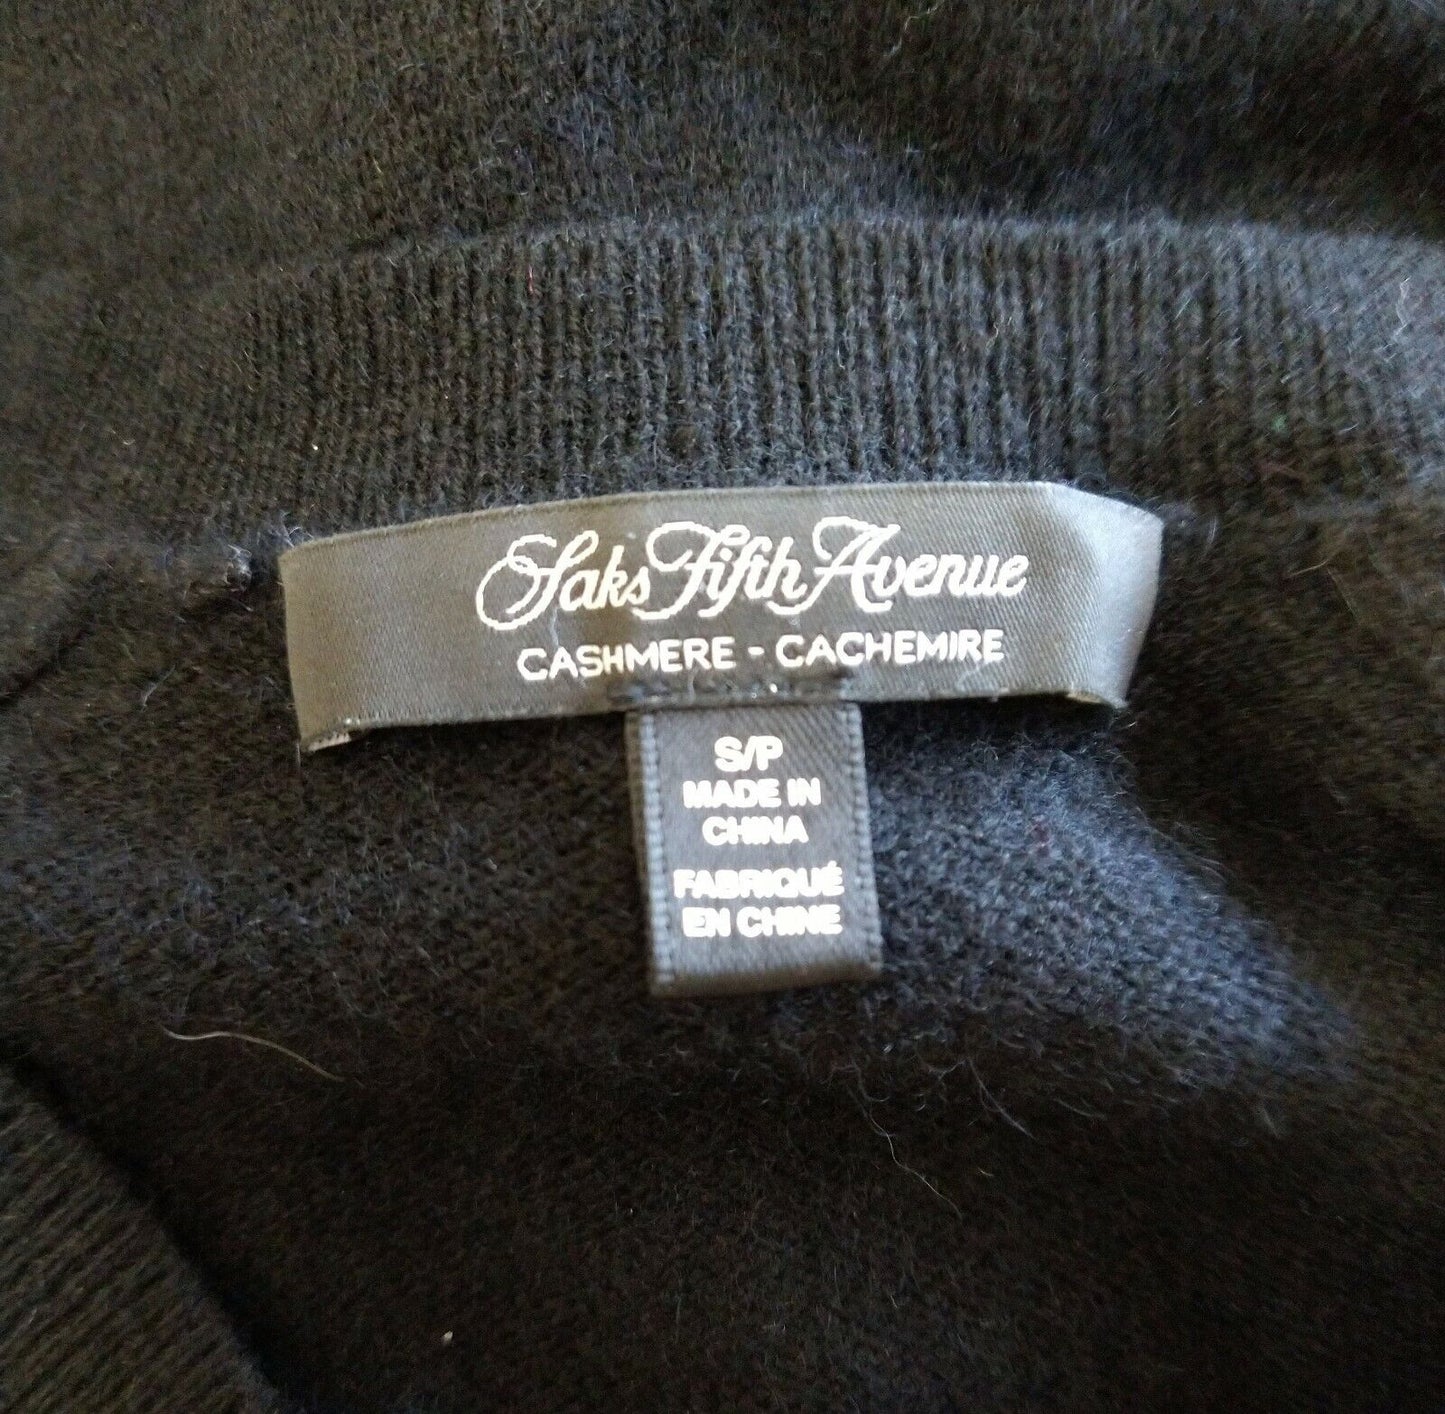 Saks Fifth Avenue
CASHMERE - CACHEMIRE
S/P
MADE IN
CHINA
FABRIQUÉ
EN CHINE